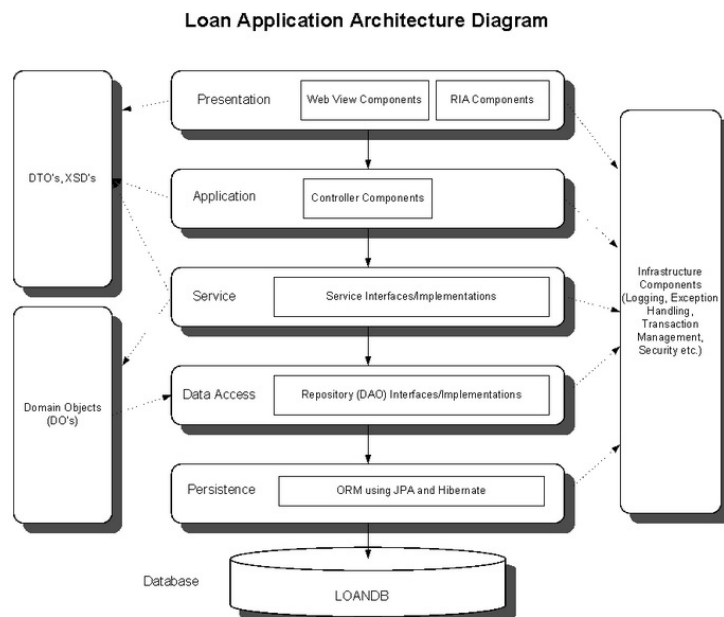 Loan Application Architecture Diagram
Presentation
Web View Components
RIA Components
DTO's, XSD's
Application
Controller Components
Service
Service Interfaces/Implementations
Infrastructure
Components
(Logging, Exception
Handling,
Transaction
Management,
Security etc.)
Domain Objects
(DO's)
Data Access
Repository (DAO) Interfaces/Implementations
Persistence
ORM using JPA and Hibernate
Database
LOANDB